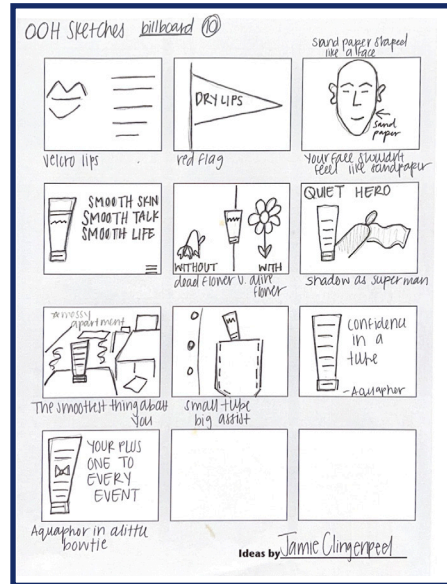 OOH Sketches billboard 10
sand paper shaped
like a face
DRY LIPS
sand
paper
velcro lips
red flag
Your face shouldn't
feel like sandpaper
SMOOTH SKIN
SMOOTH TALK
SMOOTH LIFE
WITHOUT
WITH
dead flower v. alive
flower
QUIET HERO
shadow as super man
*messy
apartment
The smoothest thing about
you
small tube
big assist
confidence
in a
tube
-Aquaphor
YOUR PLUS
ONE TO
EVERY
EVENT
Aquaphor in a little
bowtie
Ideas by Jamie Clingenpeel